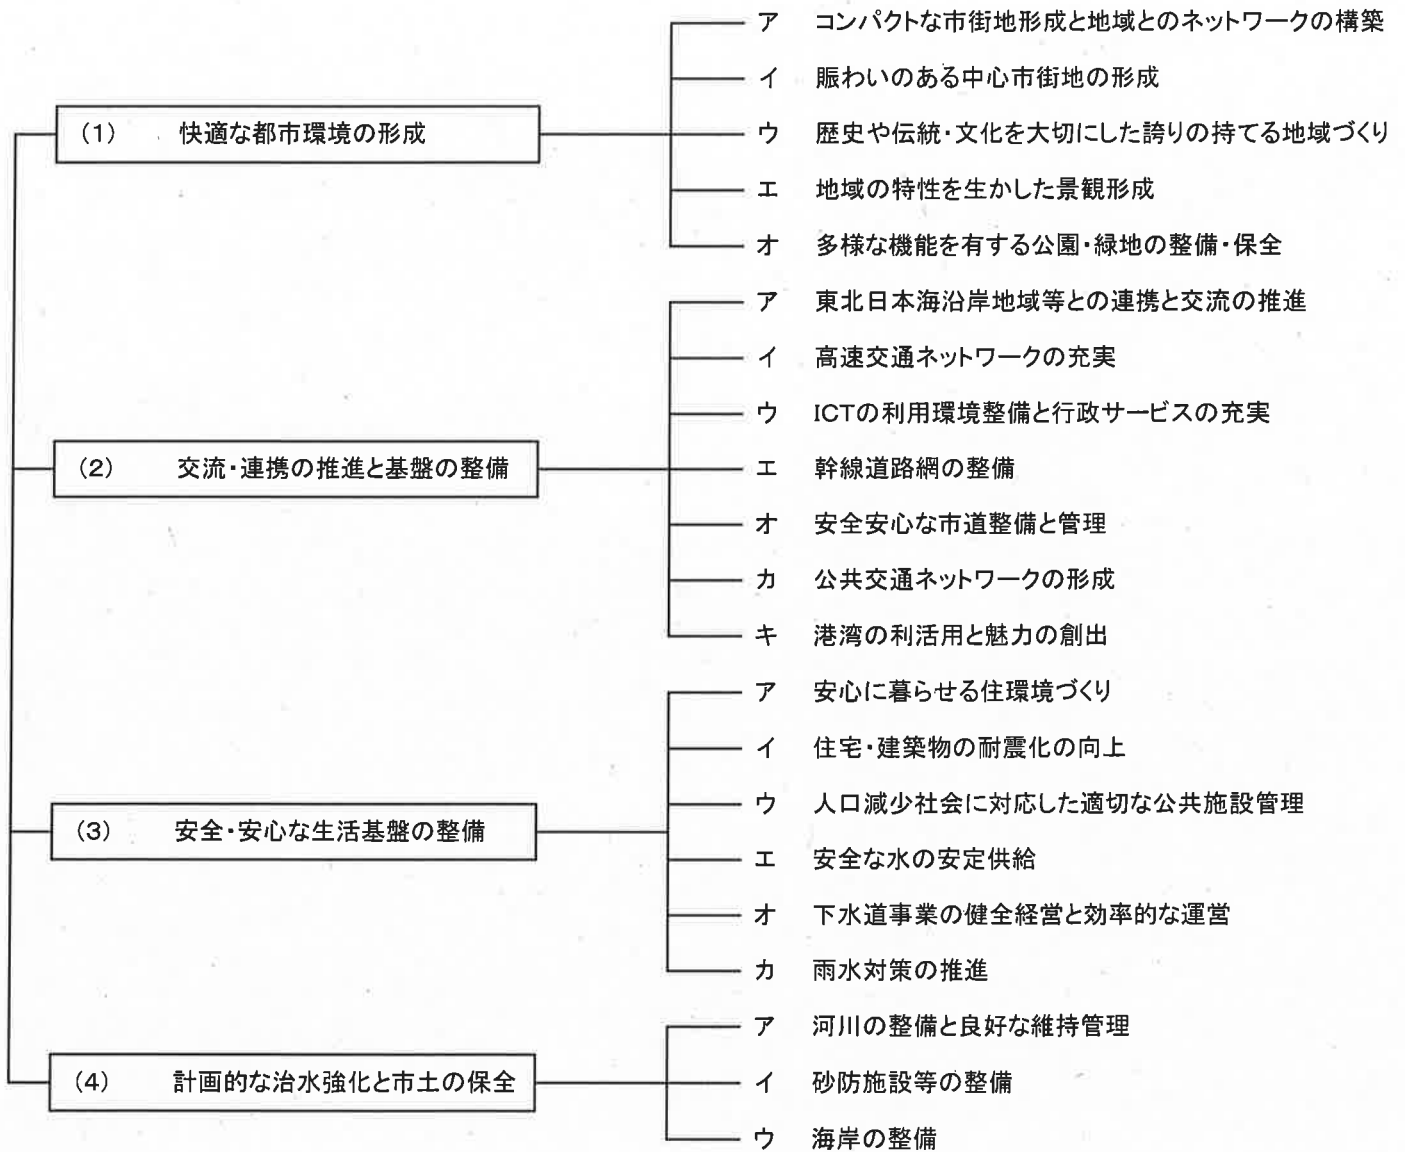 (1) 快適な都市環境の形成
ア コンパクトな市街地形成と地域とのネットワークの構築
イ 賑わいのある中心市街地の形成
ウ 歴史や伝統・文化を大切にした誇りの持てる地域づくり
エ 地域の特性を生かした景観形成
オ 多様な機能を有する公園・緑地の整備・保全
(2) 交流・連携の推進と基盤の整備
ア 東北日本海沿岸地域等との連携と交流の推進
イ 高速交通ネットワークの充実
ウ ICTの利用環境整備と行政サービスの充実
エ 幹線道路網の整備
オ 安全安心な市道整備と管理
カ 公共交通ネットワークの形成
キ 港湾の利活用と魅力の創出
(3) 安全・安心な生活基盤の整備
ア 安心に暮らせる住環境づくり
イ 住宅・建築物の耐震化の向上
ウ 人口減少社会に対応した適切な公共施設管理
エ 安全な水の安定供給
オ 下水道事業の健全経営と効率的な運営
カ 雨水対策の推進
(4) 計画的な治水強化と市土の保全
ア 河川の整備と良好な維持管理
イ 砂防施設等の整備
ウ 海岸の整備